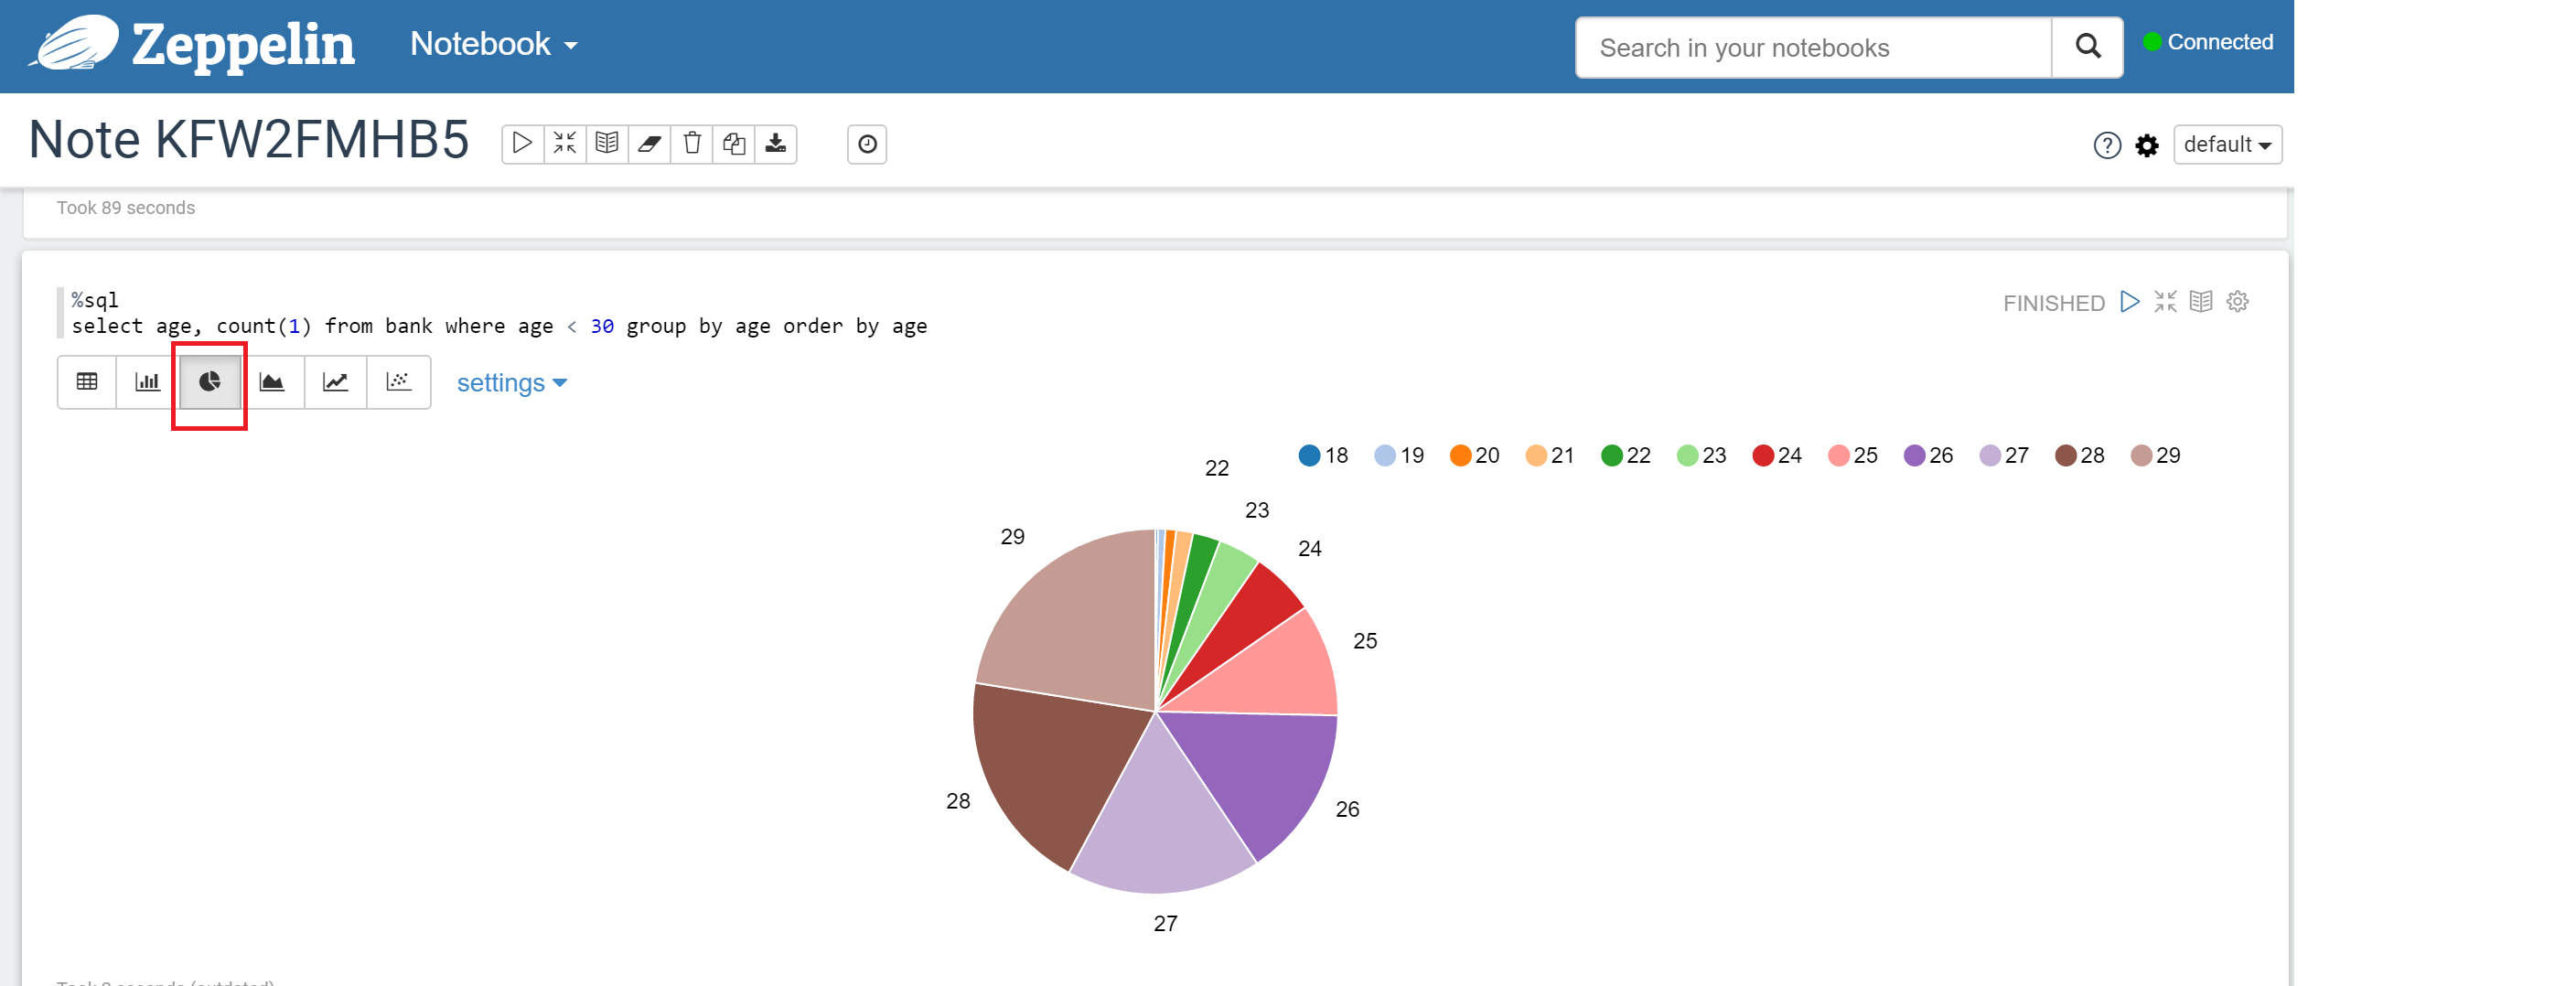 Zeppelin Notebook Search in your notebooks Connected
Note KFW2FMHB5 default
Took 89 seconds
%sql FINISHED
select age, count(1) from bank where age < 30 group by age order by age
settings
18 19 20 21 22 23 24 25 26 27 28 29
22
23
29
24
25
28
26
27